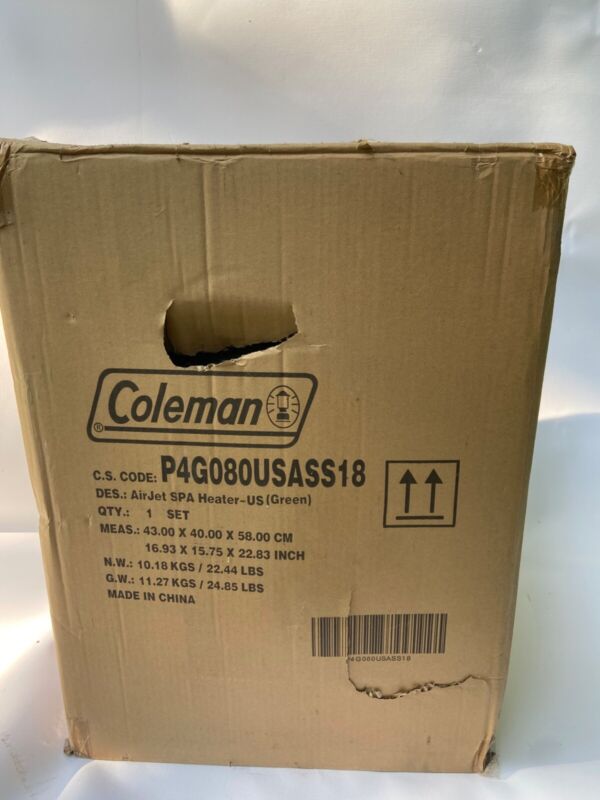 Coleman
®
C.S. CODE: P4G080USASS18
DES.: AirJet SPA Heater-US(Green)
QTY.: 1 SET
MEAS.: 43.00 X 40.00 X 58.00 CM
16.93 X 15.75 X 22.83 INCH
N.W.: 10.18 KGS / 22.44 LBS
G.W.: 11.27 KGS / 24.85 LBS
MADE IN CHINA
P4G080USASS18